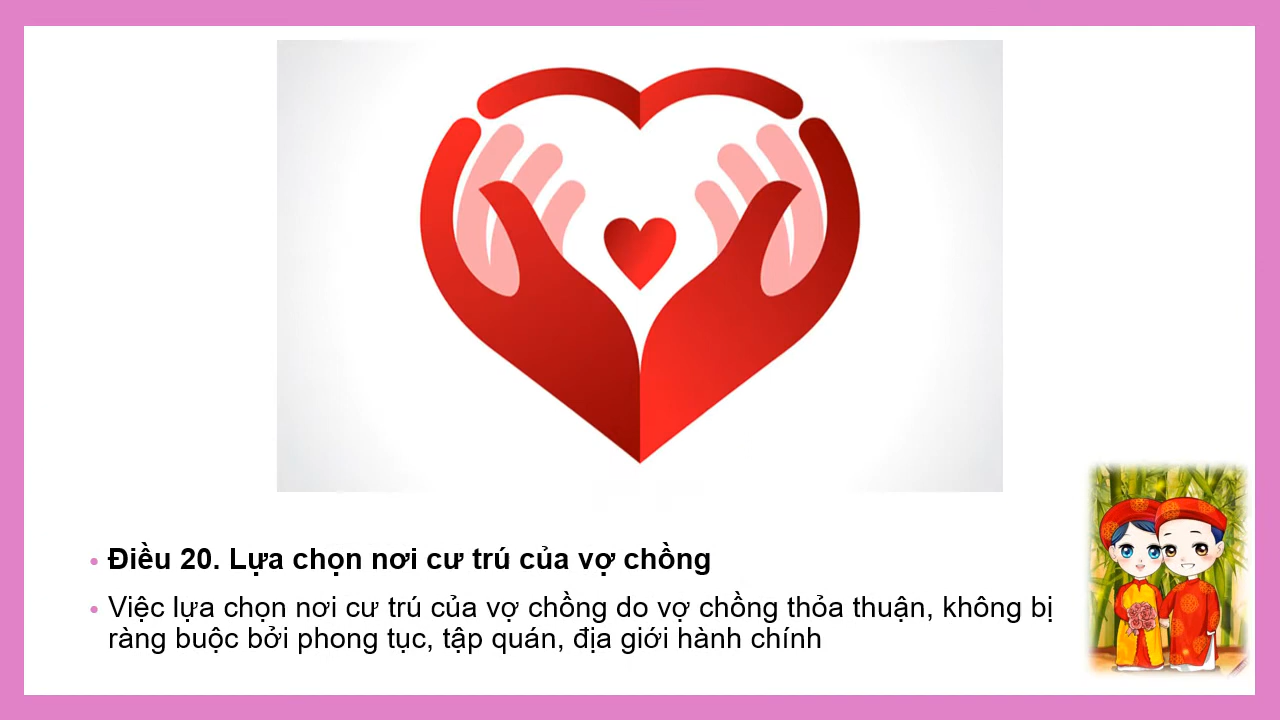 • Điều 20. Lựa chọn nơi cư trú của vợ chồng
• Việc lựa chọn nơi cư trú của vợ chồng do vợ chồng thỏa thuận, không bị
ràng buộc bởi phong tục, tập quán, địa giới hành chính